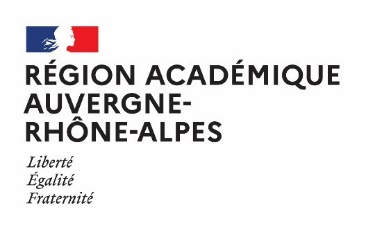 RÉGION ACADÉMIQUE
AUVERGNE-
RHÔNE-ALPES
Liberté
Égalité
Fraternité